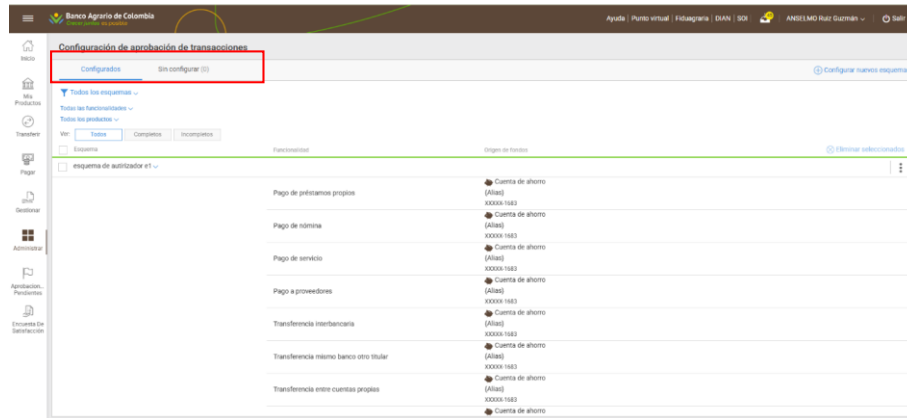 Banco Agrario de Colombia
Crecer juntos es posible
Ayuda | Punto virtual | Fiduagraria | DIAN | SOI
ANSELMO Ruiz Guzmán
Salir
Inicio
Mis
Productos
Transferir
Pagar
Gestionar
Administrar
Aprobacion...
Pendientes
Encuesta De
Satisfacción
Configuración de aprobación de transacciones
Configurados Sin configurar (0)
Configurar nuevos esquema
Todos los esquemas
Todas las funcionalidades
Todos los productos
Ver: Todos Completos Incompletos
Esquema Funcionalidad Origen de fondos Eliminar seleccionados
esquema de autirizador e1
Cuenta de ahorro
Pago de préstamos propios (Alias)
XXXXX-1683
Cuenta de ahorro
Pago de nómina (Alias)
XXXXX-1683
Cuenta de ahorro
Pago de servicio (Alias)
XXXXX-1683
Cuenta de ahorro
Pago a proveedores (Alias)
XXXXX-1683
Cuenta de ahorro
Transferencia interbancaria (Alias)
XXXXX-1683
Cuenta de ahorro
Transferencia mismo banco otro titular (Alias)
XXXXX-1683
Cuenta de ahorro
Transferencia entre cuentas propias (Alias)
XXXXX-1683
Cuenta de ahorro